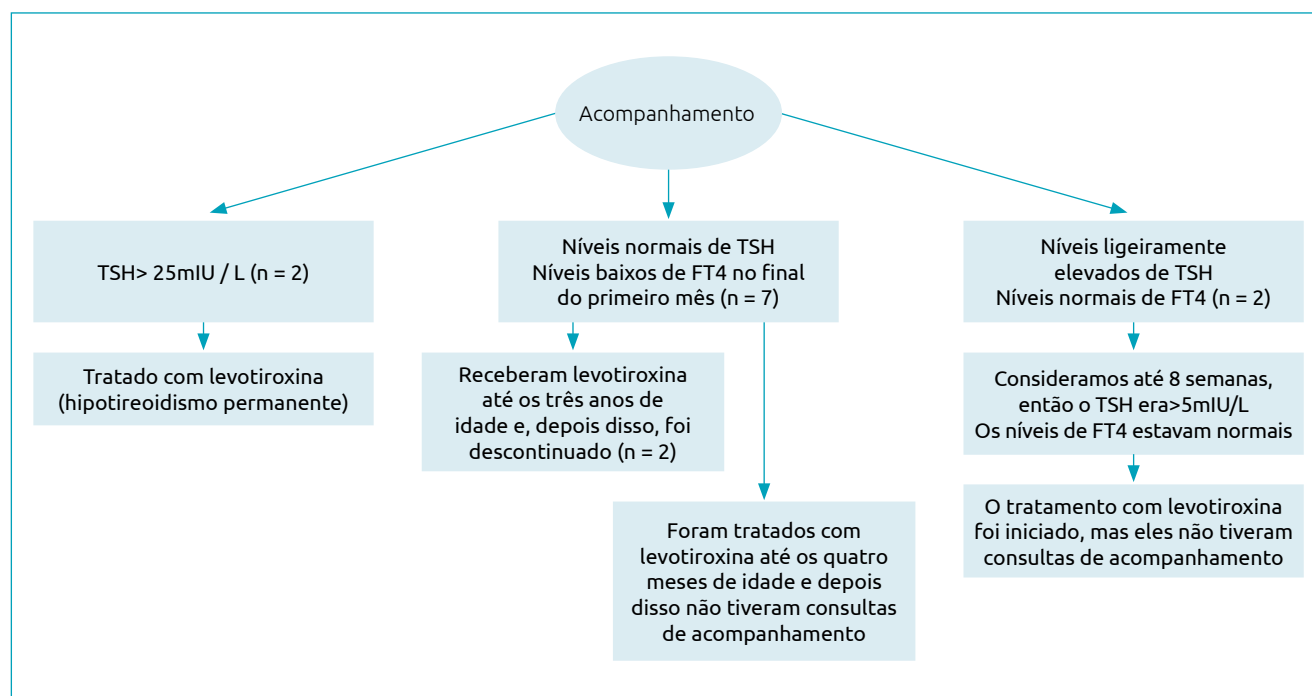 Acompanhamento
TSH> 25mIU / L (n = 2)
Tratado com levotiroxina
(hipotireoidismo permanente)
Níveis normais de TSH
Níveis baixos de FT4 no final
do primeiro mês (n = 7)
Receberam levotiroxina
até os três anos de
idade e, depois disso, foi
descontinuado (n = 2)
Foram tratados com
levotiroxina até os quatro
meses de idade e depois
disso não tiveram consultas
de acompanhamento
Níveis ligeiramente
elevados de TSH
Níveis normais de FT4 (n = 2)
Consideramos até 8 semanas,
então o TSH era>5mIU/L
Os níveis de FT4 estavam normais
O tratamento com levotiroxina
foi iniciado, mas eles não tiveram
consultas de acompanhamento